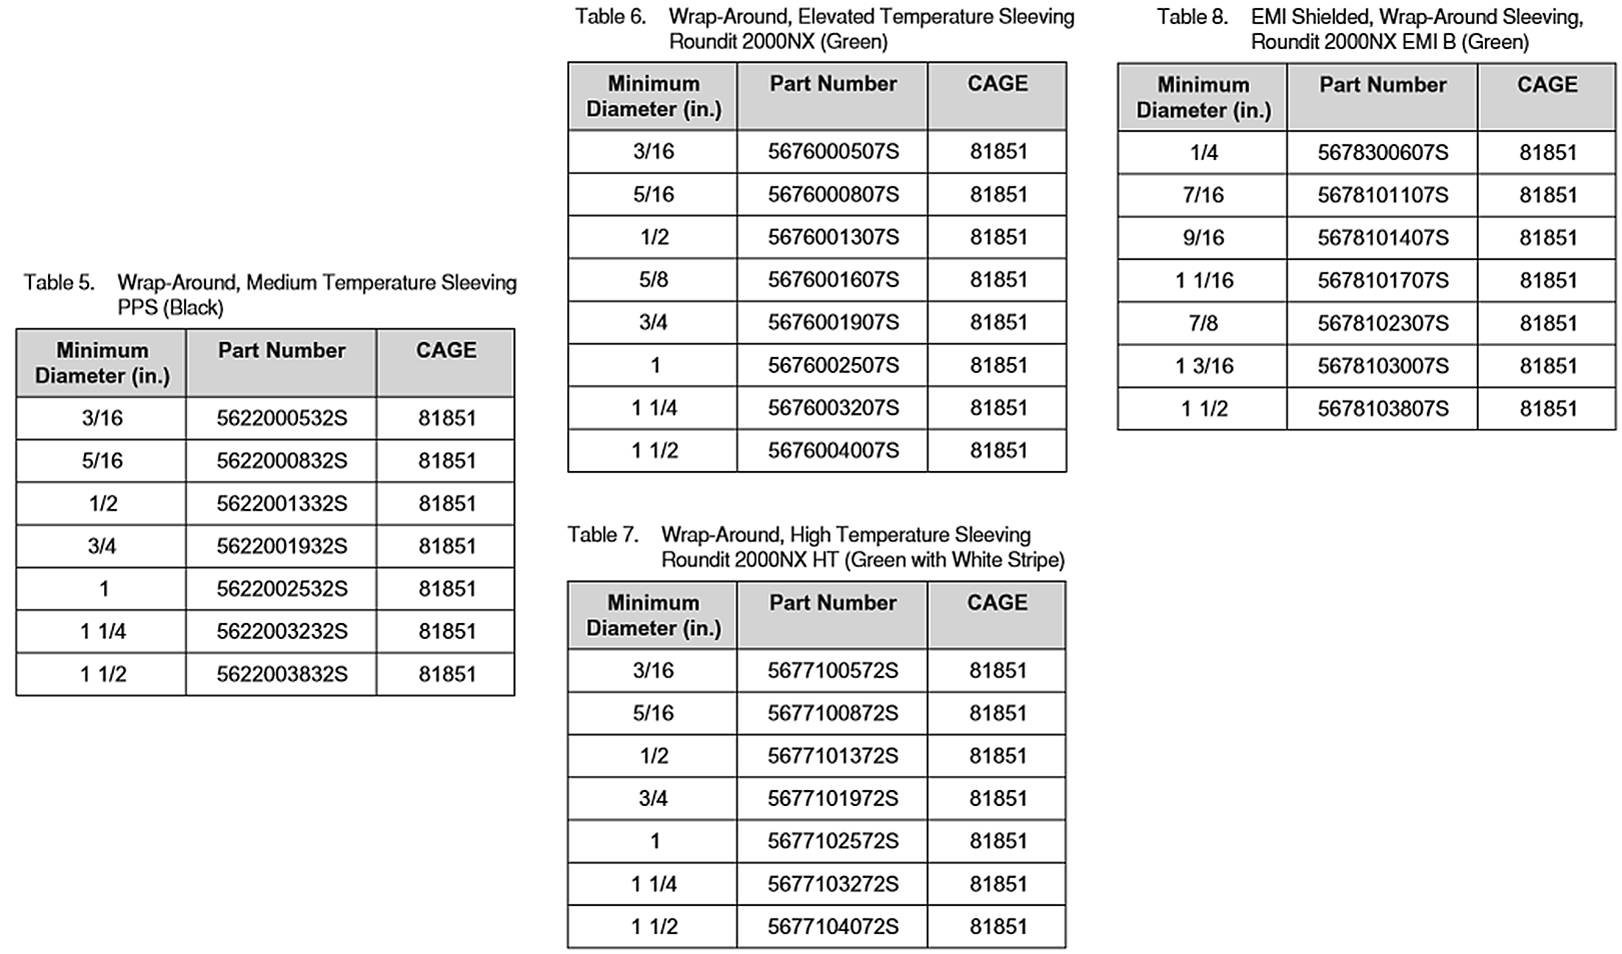 Table 5. Wrap-Around, Medium Temperature Sleeving
PPS (Black)
Minimum Diameter (in.) Part Number CAGE
3/16 5622000532S 81851
5/16 5622000832S 81851
1/2 5622001332S 81851
3/4 5622001932S 81851
1 5622002532S 81851
1 1/4 5622003232S 81851
1 1/2 5622003832S 81851
Table 6. Wrap-Around, Elevated Temperature Sleeving
Roundit 2000NX (Green)
Minimum Diameter (in.) Part Number CAGE
3/16 5676000507S 81851
5/16 5676000807S 81851
1/2 5676001307S 81851
5/8 5676001607S 81851
3/4 5676001907S 81851
1 5676002507S 81851
1 1/4 5676003207S 81851
1 1/2 5676004007S 81851
Table 7. Wrap-Around, High Temperature Sleeving
Roundit 2000NX HT (Green with White Stripe)
Minimum Diameter (in.) Part Number CAGE
3/16 5677100572S 81851
5/16 5677100872S 81851
1/2 5677101372S 81851
3/4 5677101972S 81851
1 5677102572S 81851
1 1/4 5677103272S 81851
1 1/2 5677104072S 81851
Table 8. EMI Shielded, Wrap-Around Sleeving,
Roundit 2000NX EMI B (Green)
Minimum Diameter (in.) Part Number CAGE
1/4 5678300607S 81851
7/16 5678101107S 81851
9/16 5678101407S 81851
1 1/16 5678101707S 81851
7/8 5678102307S 81851
1 3/16 5678103007S 81851
1 1/2 5678103807S 81851